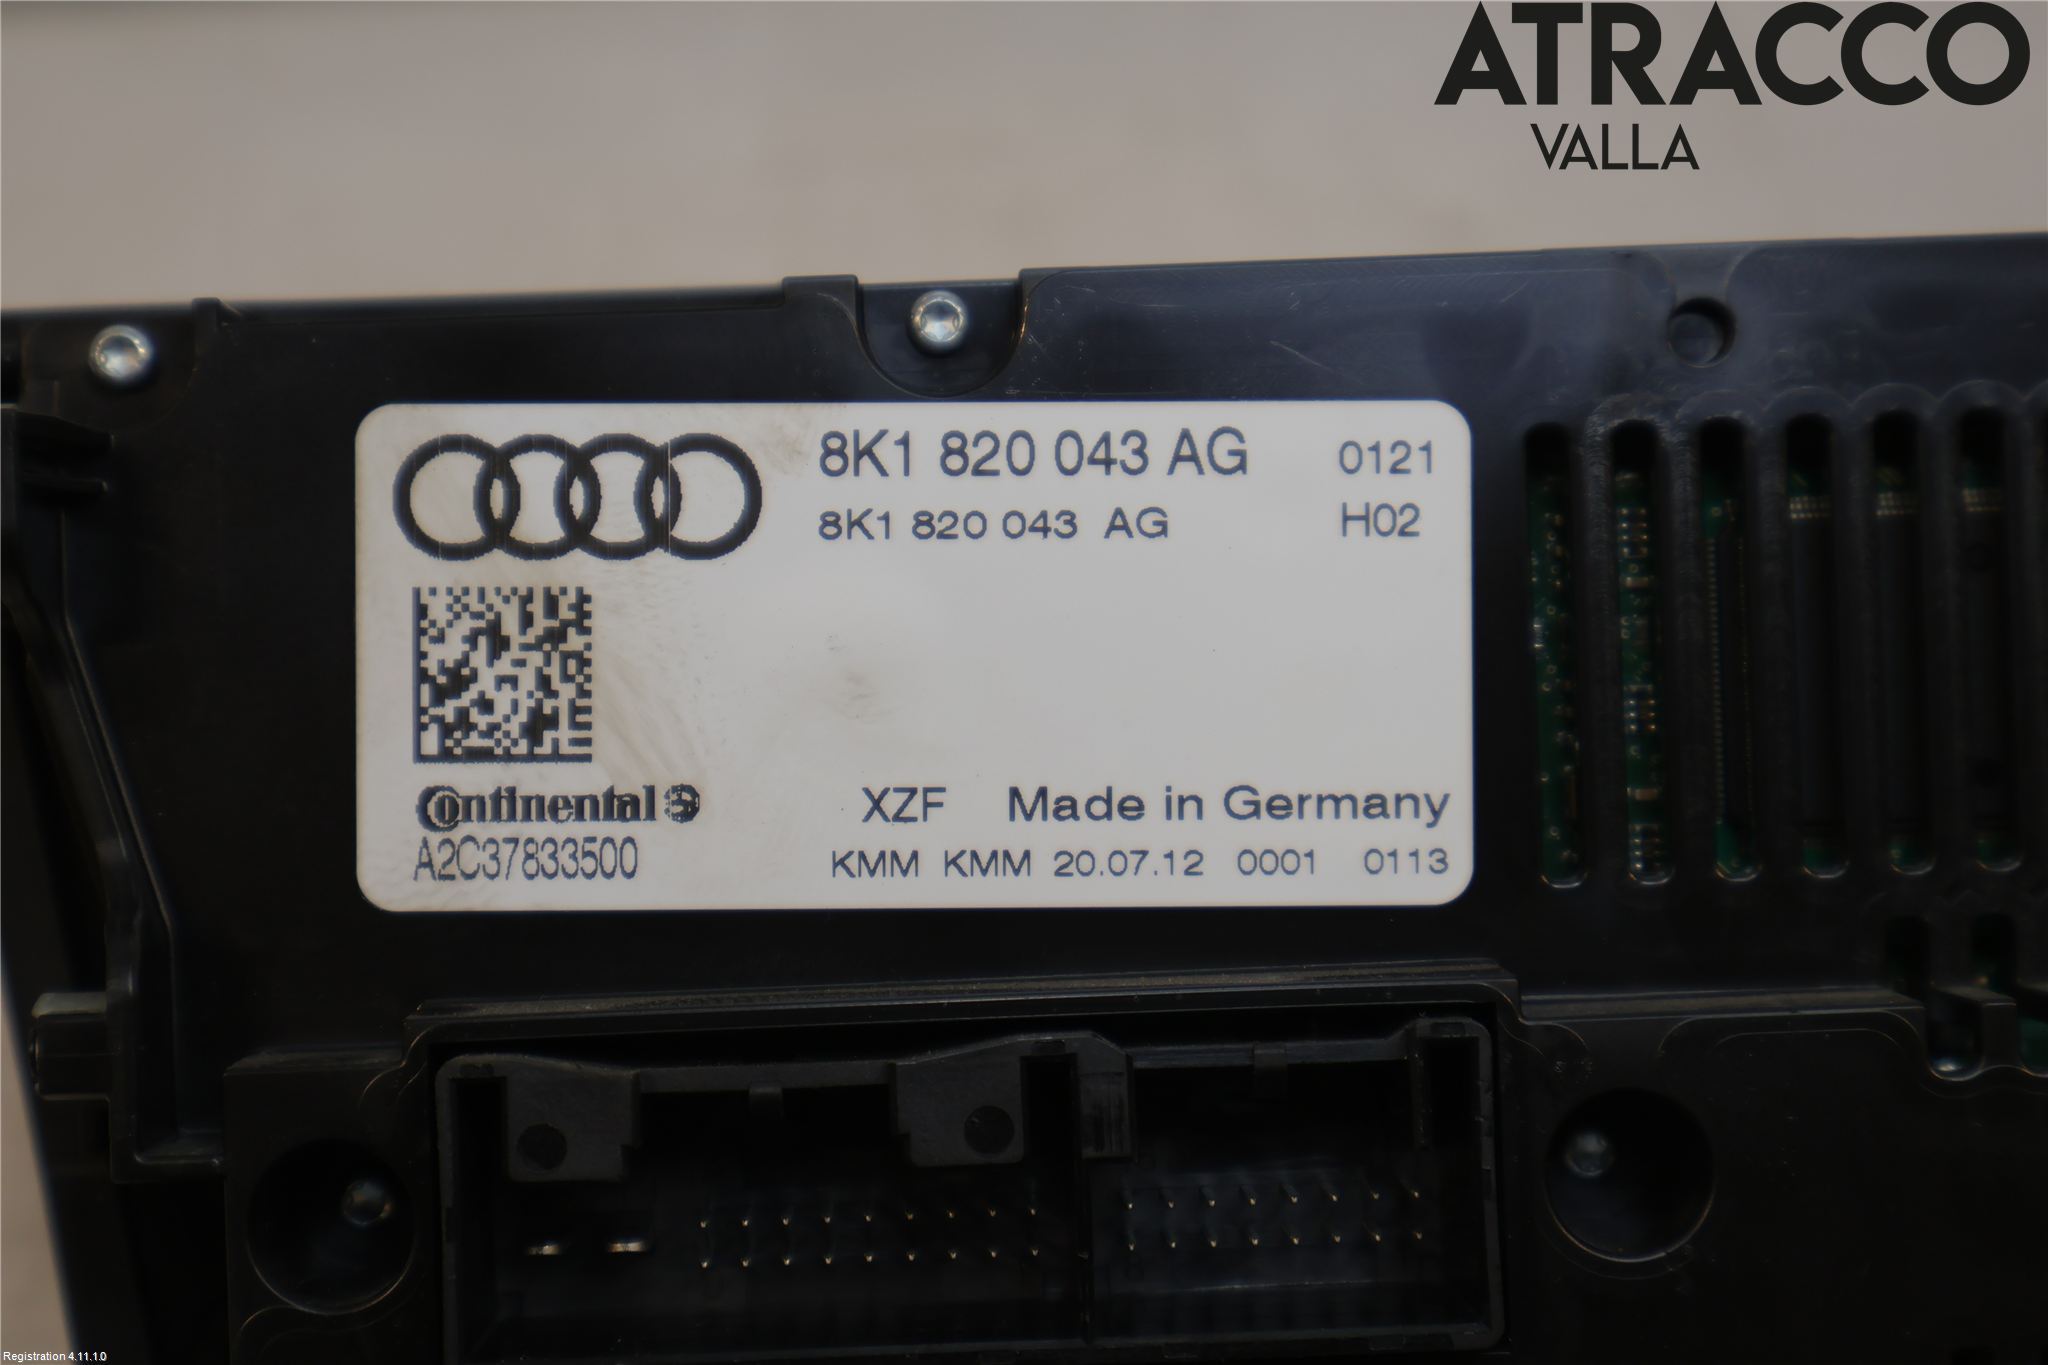 ATRACCO
VALLA
8K1 820 043 AG 0121
8K1 820 043 AG H02
Continental
A2C37833500
XZF Made in Germany
KMM KMM 20.07.12 0001 0113
Registration 4.11.1.0